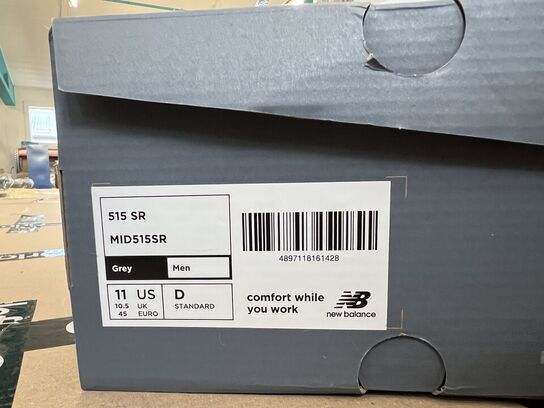 515 SR
MID515SR
Grey Men
11 US
10.5 UK
45 EURO
D
STANDARD
4897118161428
comfort while
you work
NB
new balance